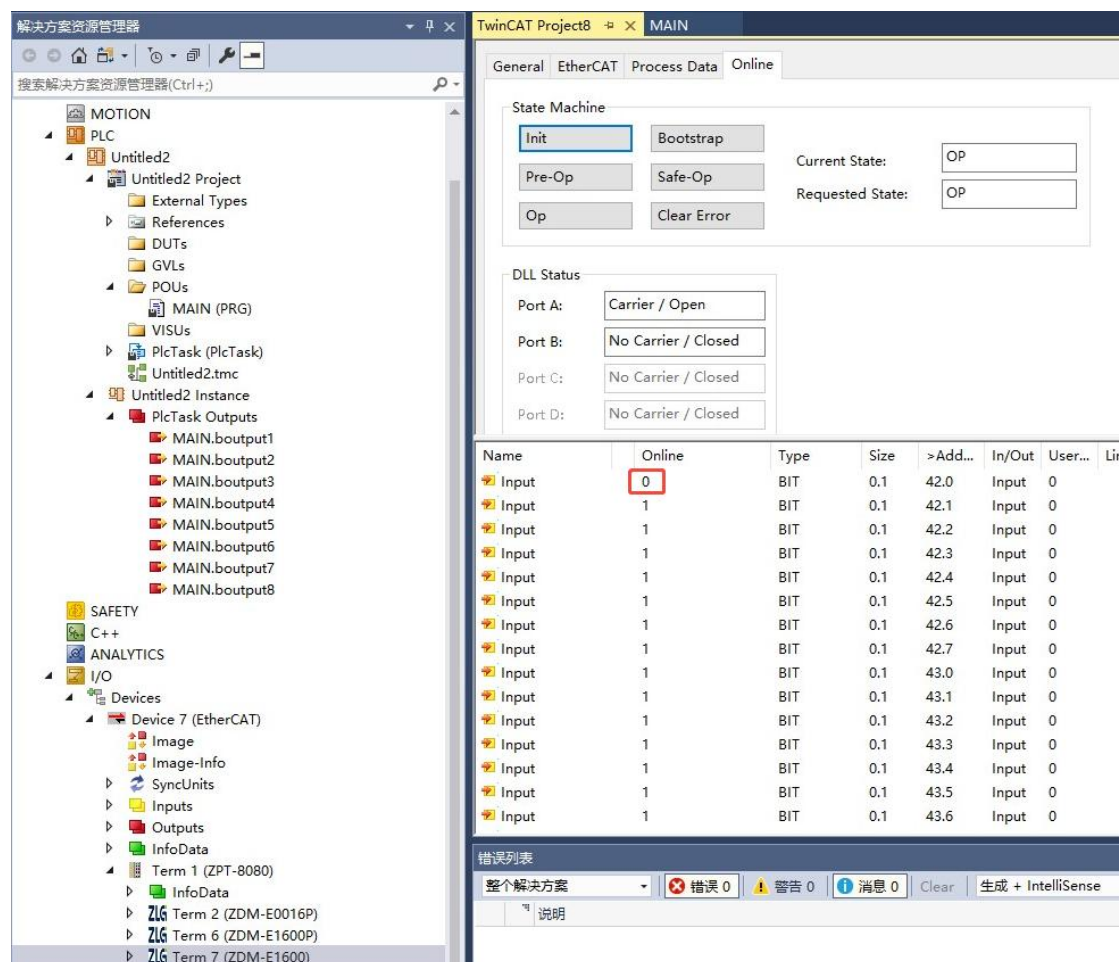 解决方案资源管理器
搜索解决方案资源管理器(Ctrl+;)
MOTION
PLC
Untitled2
Untitled2 Project
External Types
References
DUTs
GVLs
POUs
MAIN (PRG)
VISUs
PlcTask (PlcTask)
Untitled2.tmc
Untitled2 Instance
PlcTask Outputs
MAIN.boutput1
MAIN.boutput2
MAIN.boutput3
MAIN.boutput4
MAIN.boutput5
MAIN.boutput6
MAIN.boutput7
MAIN.boutput8
SAFETY
C++
ANALYTICS
I/O
Devices
Device 7 (EtherCAT)
Image
Image-Info
SyncUnits
Inputs
Outputs
InfoData
Term 1 (ZPT-8080)
InfoData
ZLG Term 2 (ZDM-E0016P)
ZLG Term 6 (ZDM-E1600P)
ZLG Term 7 (ZDM-E1600)
TwinCAT Project8 MAIN
General EtherCAT Process Data Online
State Machine
Init Bootstrap
Pre-Op Safe-Op
Op Clear Error
Current State: OP
Requested State: OP
DLL Status
Port A: Carrier / Open
Port B: No Carrier / Closed
Port C: No Carrier / Closed
Port D: No Carrier / Closed
Name Online Type Size >Add... In/Out User... Lin
Input 0 BIT 0.1 42.0 Input 0
Input 1 BIT 0.1 42.1 Input 0
Input 1 BIT 0.1 42.2 Input 0
Input 1 BIT 0.1 42.3 Input 0
Input 1 BIT 0.1 42.4 Input 0
Input 1 BIT 0.1 42.5 Input 0
Input 1 BIT 0.1 42.6 Input 0
Input 1 BIT 0.1 42.7 Input 0
Input 1 BIT 0.1 43.0 Input 0
Input 1 BIT 0.1 43.1 Input 0
Input 1 BIT 0.1 43.2 Input 0
Input 1 BIT 0.1 43.3 Input 0
Input 1 BIT 0.1 43.4 Input 0
Input 1 BIT 0.1 43.5 Input 0
Input 1 BIT 0.1 43.6 Input 0
错误列表
整个解决方案 错误 0 警告 0 消息 0 Clear 生成 + IntelliSense
说明